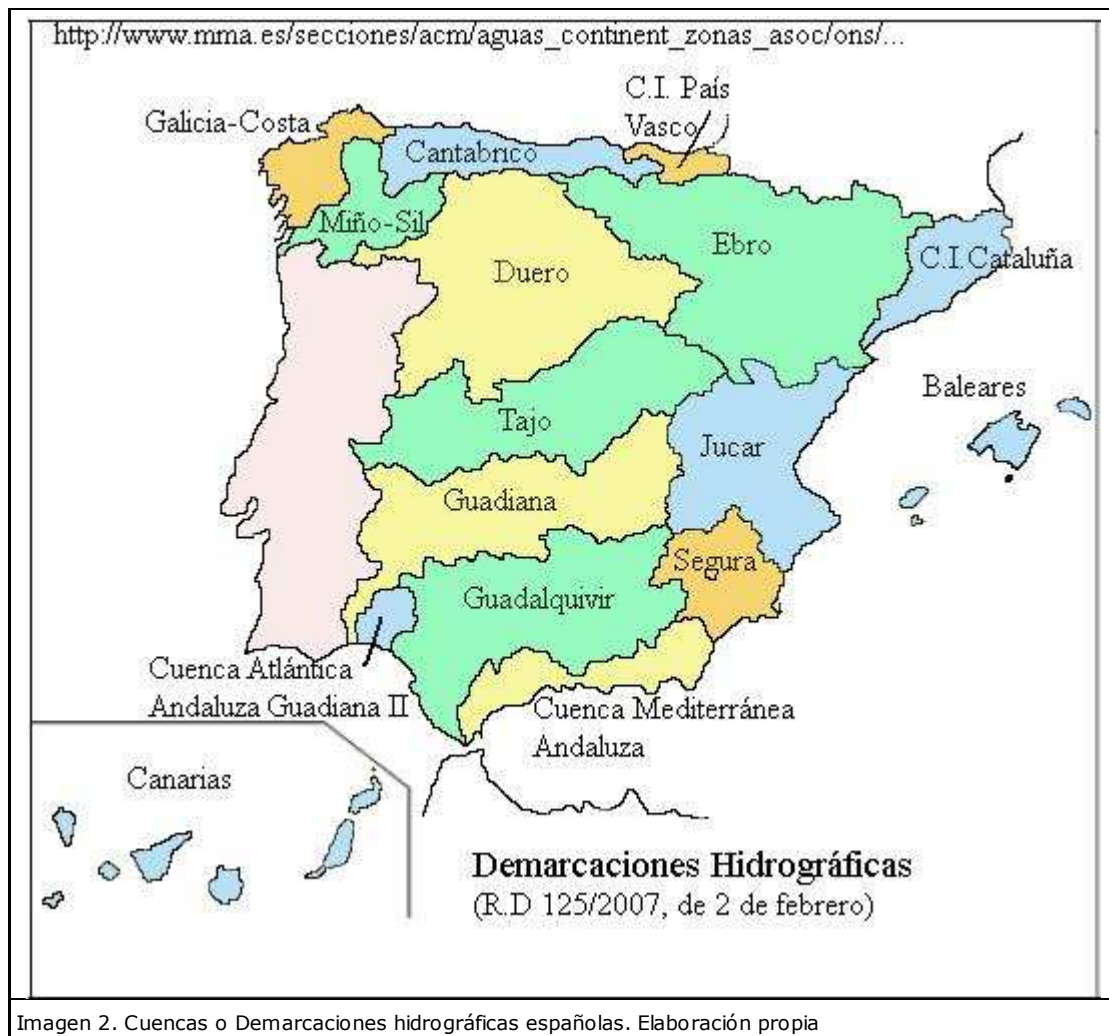 http://www.mma.es/secciones/acm/aguas_continent_zonas_asoc/ons/...
C.I. País
Vasco
Galicia-Costa
Cantabrico
Miño-Sil
Ebro
C.I.Cataluña
Duero
Baleares
Tajo
Jucar
Guadiana
Segura
Guadalquivir
Cuenca Atlántica
Andaluza Guadiana II
Cuenca Mediterránea
Andaluza
Canarias
Demarcaciones Hidrográficas
(R.D 125/2007, de 2 de febrero)
Imagen 2. Cuencas o Demarcaciones hidrográficas españolas. Elaboración propia